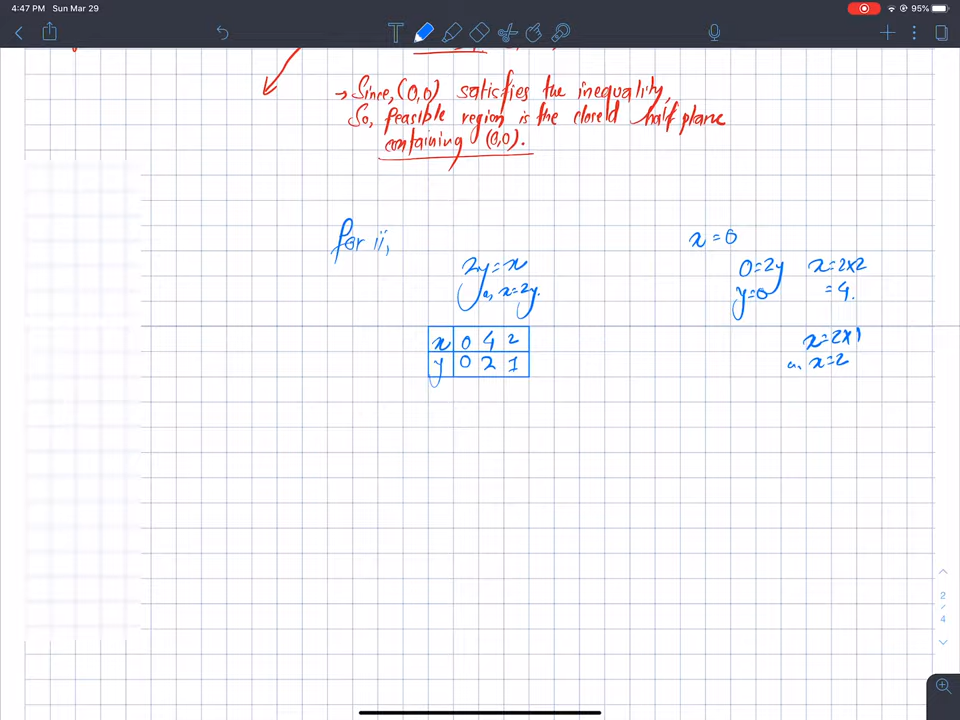 4:47 PM Sun Mar 29
95%
→ Since, (0,0) satisfies the inequality,
So, feasible region is the closed half plane
containing (0,0).
for ii,
2y = x
a, x = 2y.
x 0 4 2
y 0 2 1
x = 0
0 = 2y
y = 0
x = 2×2
= 4.
x = 2×1
a, x = 2
2
/
4